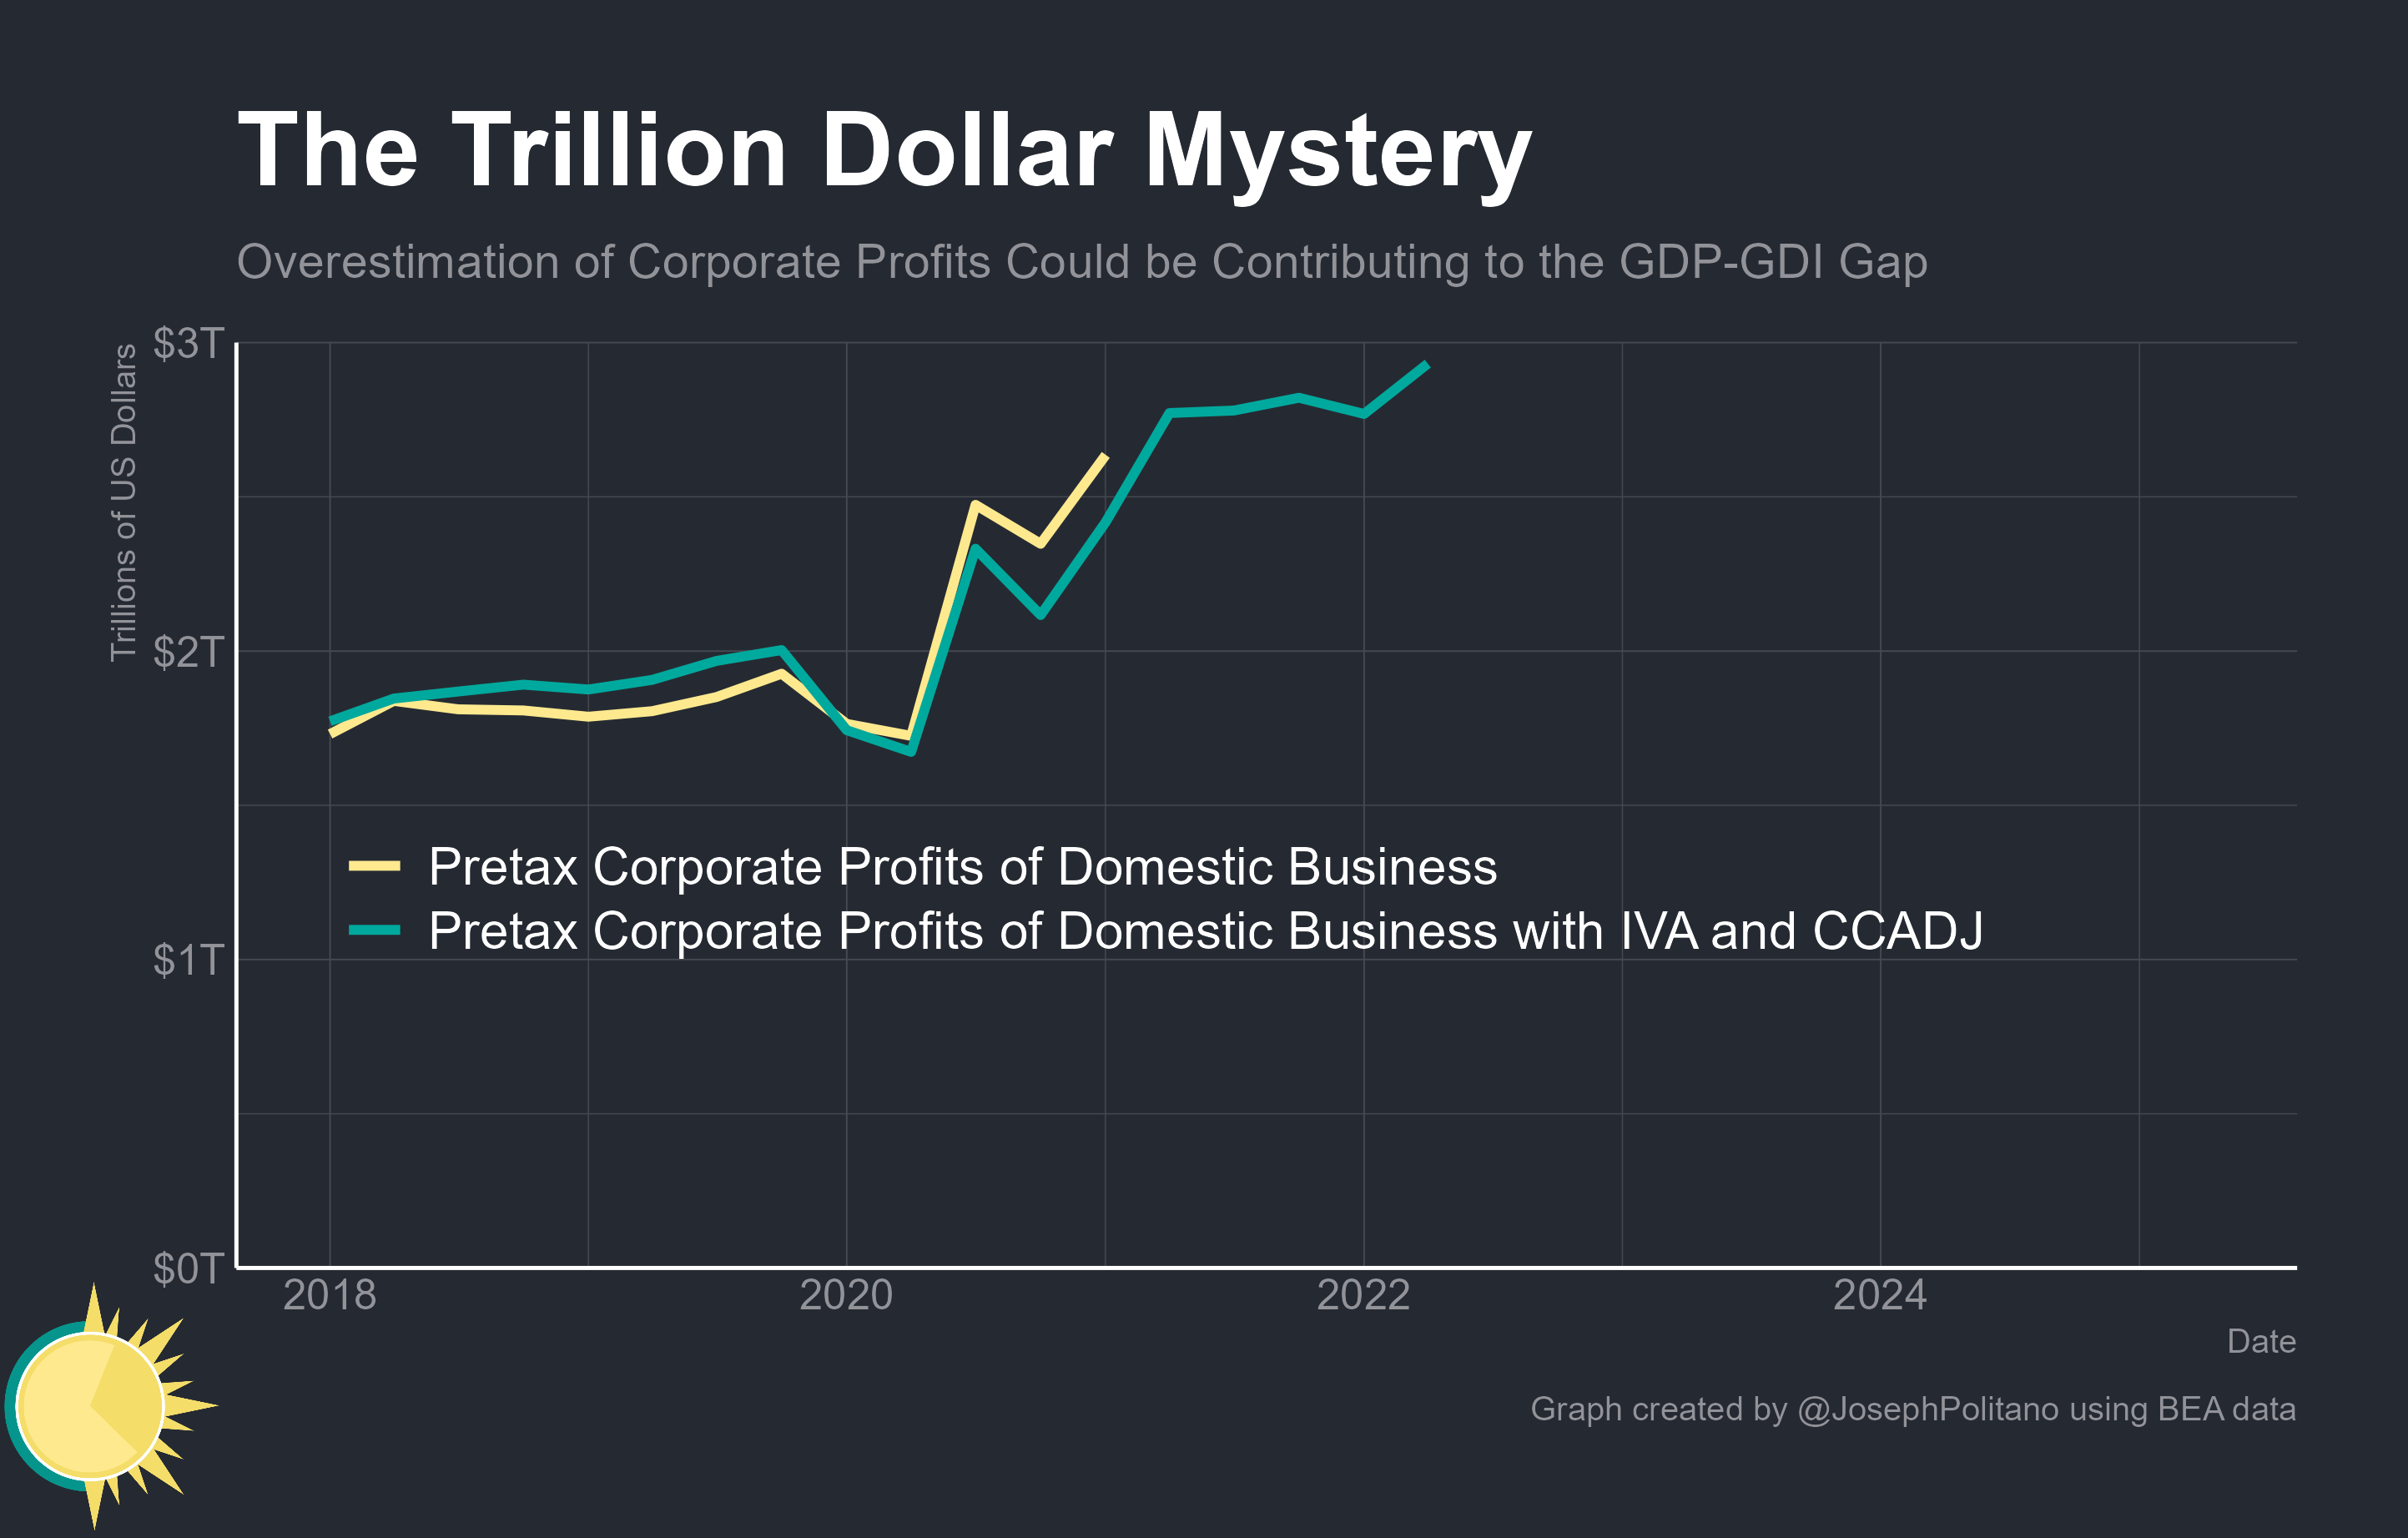 The Trillion Dollar Mystery
Overestimation of Corporate Profits Could be Contributing to the GDP-GDI Gap
Trillions of US Dollars
$3T
$2T
$1T
$0T
Pretax Corporate Profits of Domestic Business
Pretax Corporate Profits of Domestic Business with IVA and CCADJ
2018 2020 2022 2024
Date
Graph created by @JosephPolitano using BEA data